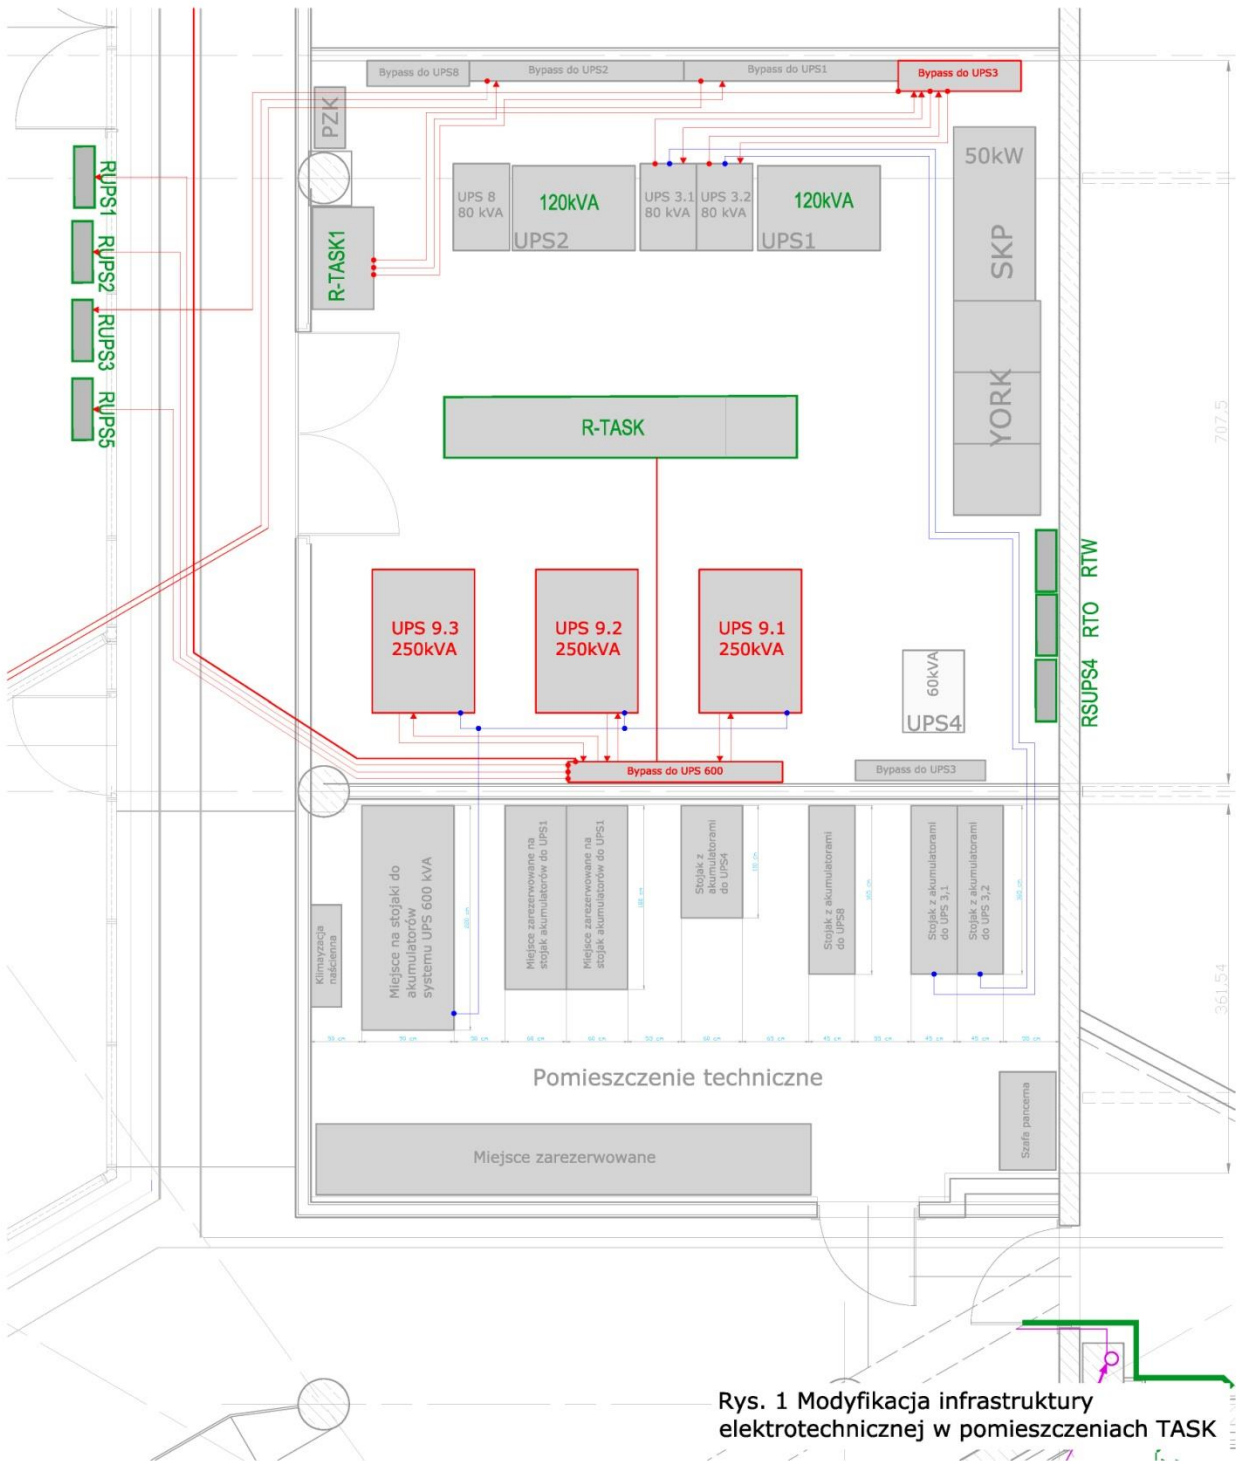 Bypass do UPS8
Bypass do UPS2
Bypass do UPS1
Bypass do UPS3
PZK
50kW
SKP
YORK
RUPS1
RUPS2
RUPS3
RUPS5
R-TASK1
UPS 8
80 kVA
120kVA
UPS2
UPS 3.1
80 kVA
UPS 3.2
80 kVA
120kVA
UPS1
R-TASK
707,5
RTW
RTO
RSUPS4
UPS 9.3
250kVA
UPS 9.2
250kVA
UPS 9.1
250kVA
60kVA
UPS4
Bypass do UPS 600
Bypass do UPS3
Klimayzacja
naścienna
Miejsce na stojaki do
akumulatorów
systemu UPS 600 kVA
Miejsce zarezerwowane na
stojak akumulatorów do UPS1
Miejsce zarezerwowane na
stojak akumulatorów do UPS1
Stojak z
akumulatorami
do UPS4
Stojak z akumulatorami
do UPS8
Stojak z akumulatorami
do UPS 3,1
Stojak z akumulatorami
do UPS 3,2
361,54
Pomieszczenie techniczne
Szafa pancerna
Miejsce zarezerwowane
Rys. 1 Modyfikacja infrastruktury
elektrotechnicznej w pomieszczeniach TASK